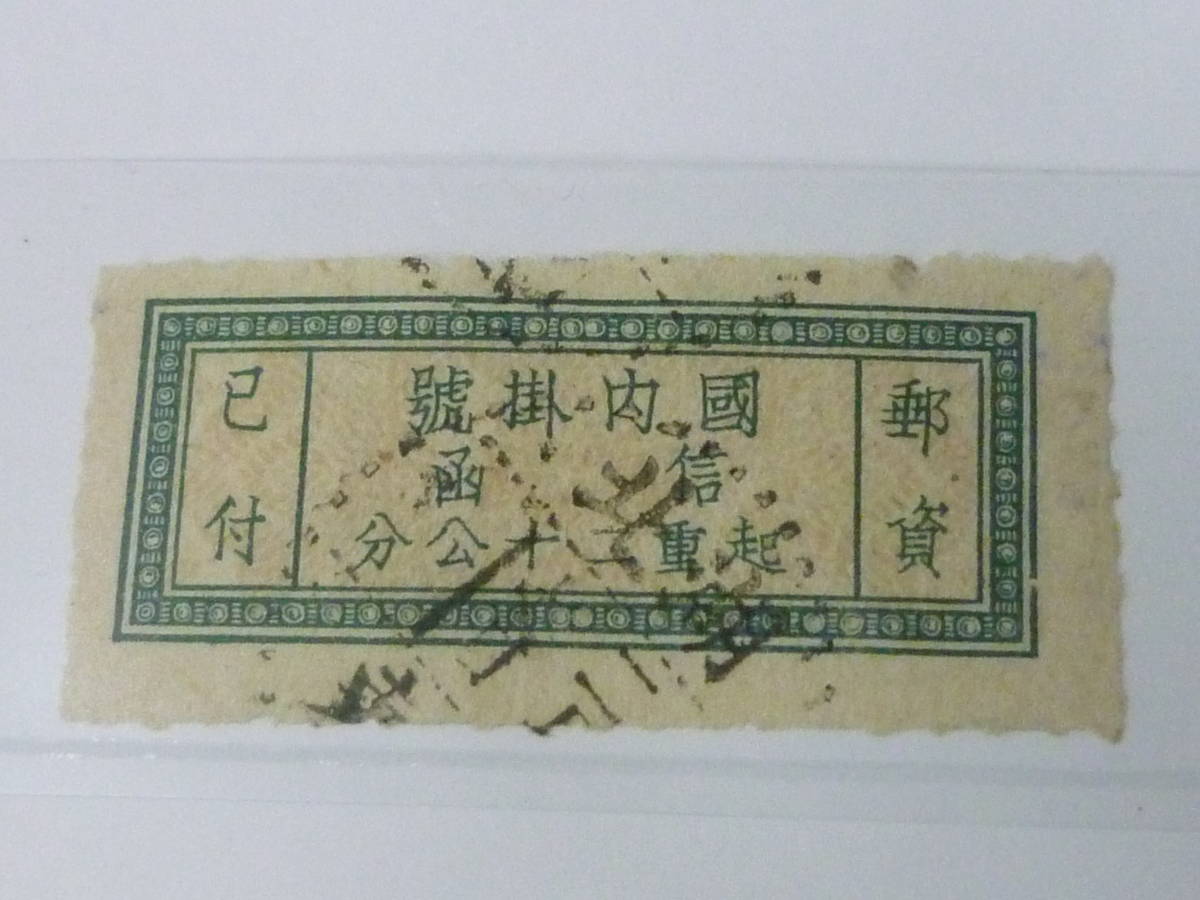 郵資
國內掛號
信函
起重二十公分
已付